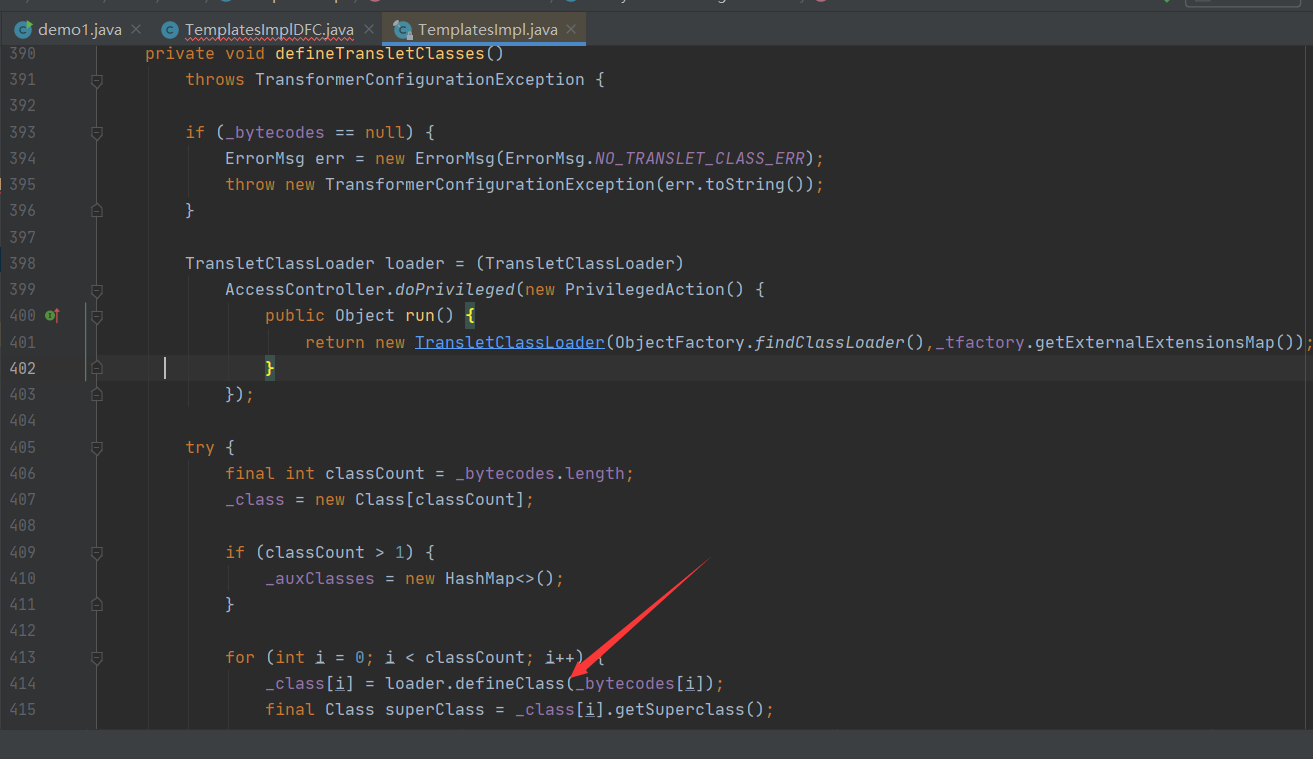 demo1.java TemplatesImplDFC.java TemplatesImpl.java
390 private void defineTransletClasses()
391 throws TransformerConfigurationException {
392
393 if (_bytecodes == null) {
394 ErrorMsg err = new ErrorMsg(ErrorMsg.NO_TRANSLET_CLASS_ERR);
395 throw new TransformerConfigurationException(err.toString());
396 }
397
398 TransletClassLoader loader = (TransletClassLoader)
399 AccessController.doPrivileged(new PrivilegedAction() {
400 public Object run() {
401 return new TransletClassLoader(ObjectFactory.findClassLoader(),_tfactory.getExternalExtensionsMap());
402 }
403 });
404
405 try {
406 final int classCount = _bytecodes.length;
407 _class = new Class[classCount];
408
409 if (classCount > 1) {
410 _auxClasses = new HashMap<>();
411 }
412
413 for (int i = 0; i < classCount; i++) {
414 _class[i] = loader.defineClass(_bytecodes[i]);
415 final Class superClass = _class[i].getSuperclass();